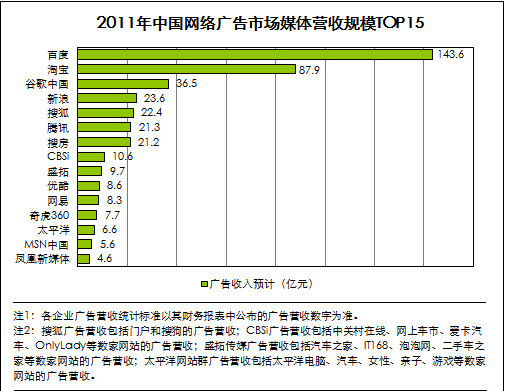 2011年中国网络广告市场媒体营收规模TOP15
百度 143.6
淘宝 87.9
谷歌中国 36.5
新浪 23.6
搜狐 22.4
腾讯 21.3
搜房 21.2
CBSi 10.6
盛拓 9.7
优酷 8.6
网易 8.3
奇虎360 7.7
太平洋 6.6
MSN中国 5.6
凤凰新媒体 4.6
广告收入预计（亿元）
注1：各企业广告营收统计标准以其财务报表中公布的广告营收数字为准。
注2：搜狐广告营收包括门户和搜狗的广告营收；CBSi广告营收包括中关村在线、网上车市、爱卡汽
车、OnlyLady等数家网站的广告营收；盛拓传媒广告营收包括汽车之家、IT168、泡泡网、二手车之
家等数家网站的广告营收；太平洋网站群广告营收包括太平洋电脑、汽车、女性、亲子、游戏等数家
网站的广告营收。